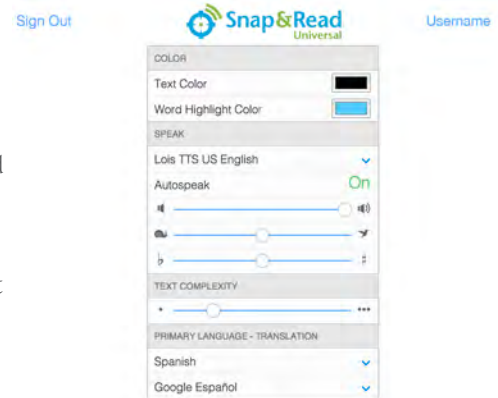 Sign Out
Snap&Read
Universal
Username
COLOR
Text Color
Word Highlight Color
SPEAK
Lois TTS US English
Autospeak On
TEXT COMPLEXITY
PRIMARY LANGUAGE - TRANSLATION
Spanish
Google Español